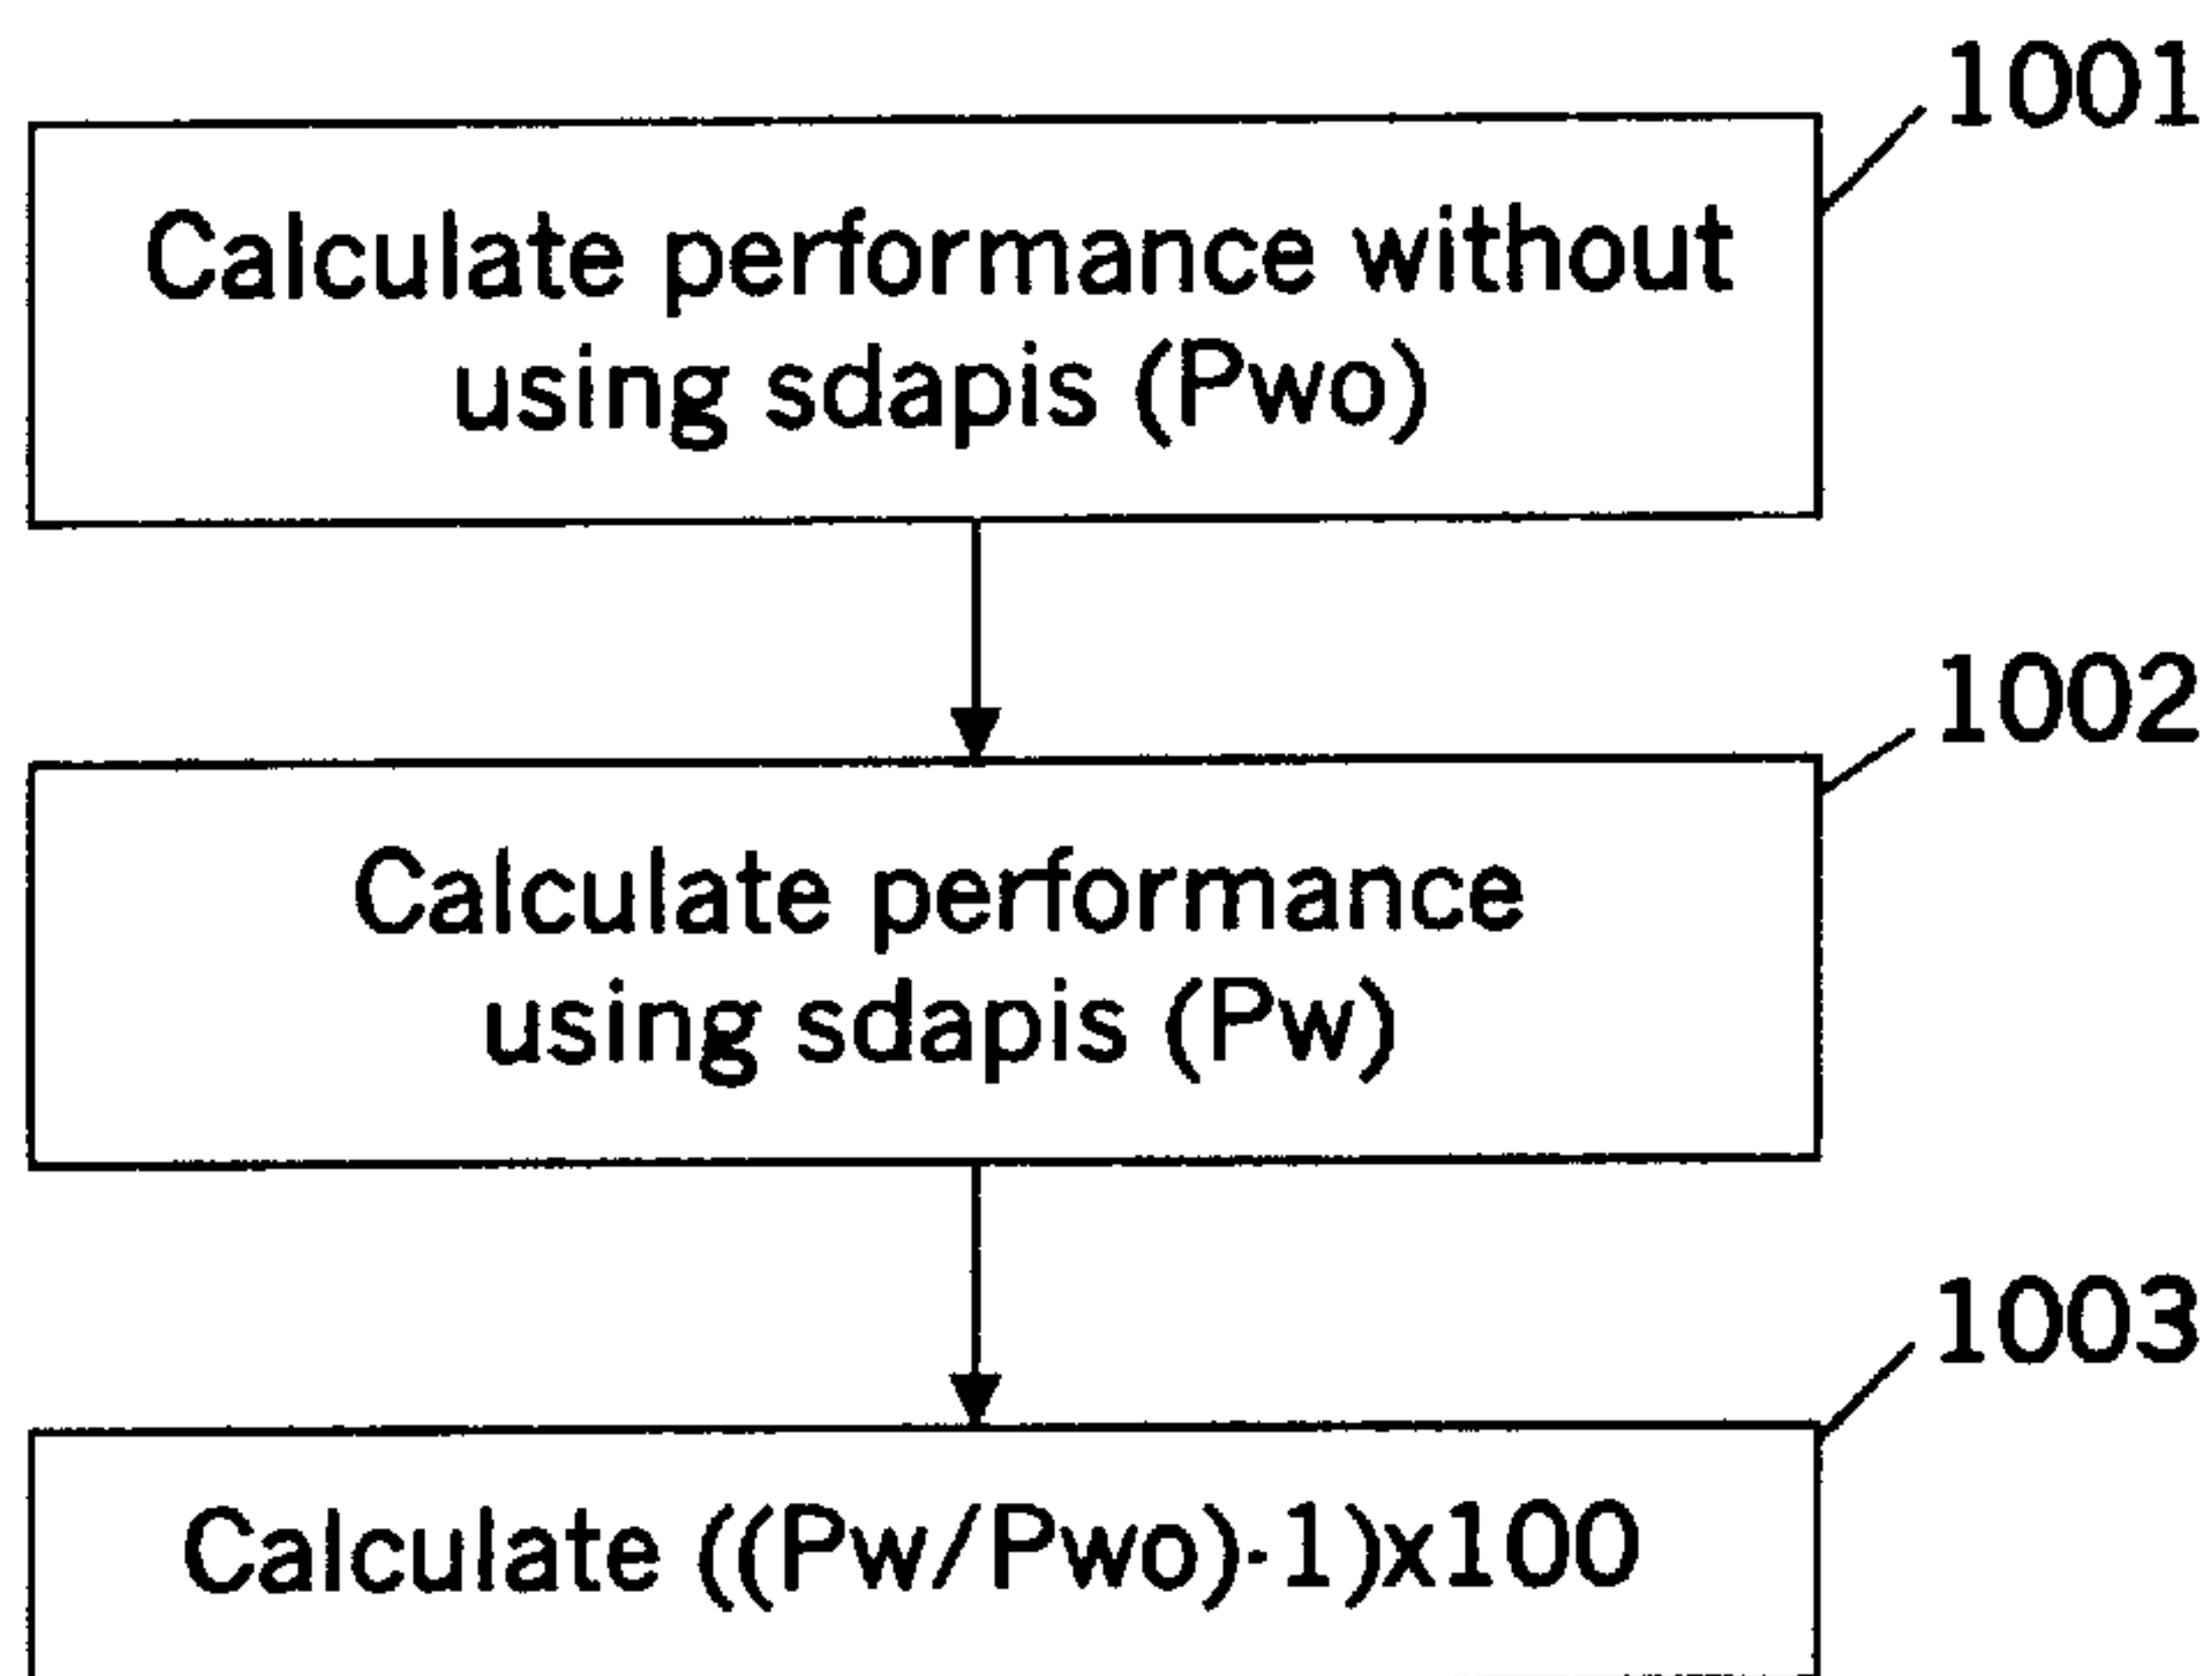 1001
Calculate performance without
using sdapis (Pwo)
1002
Calculate performance
using sdapis (Pw)
1003
Calculate ((Pw/Pwo)-1)x100